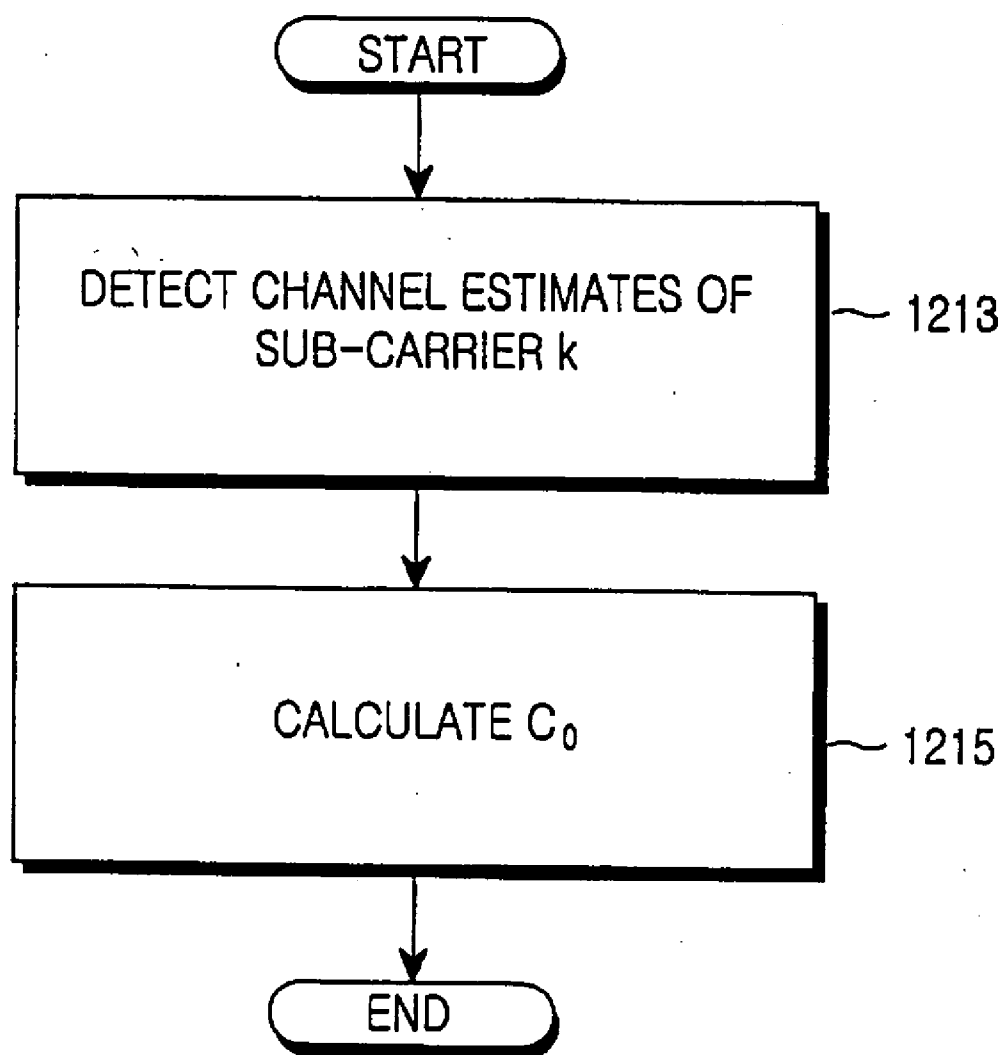 START
DETECT CHANNEL ESTIMATES OF
SUB-CARRIER k
1213
CALCULATE C₀
1215
END